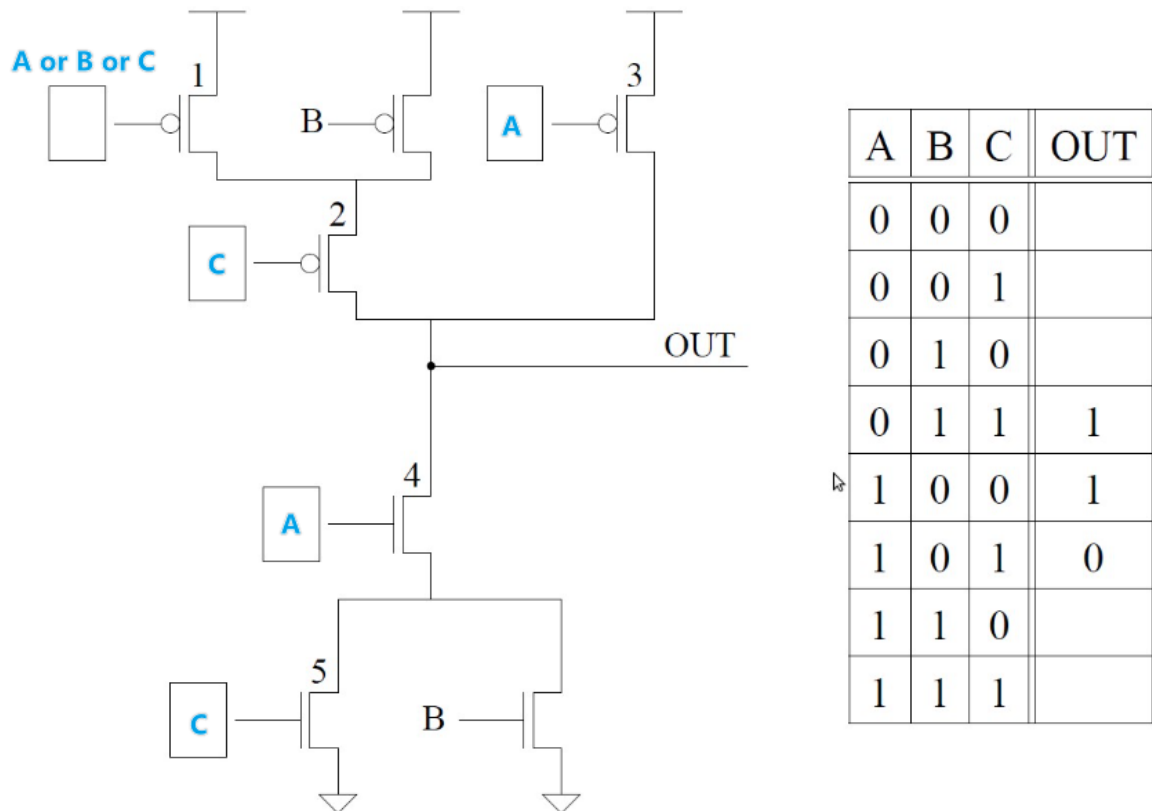 A or B or C
1
B
A
3
2
C
OUT
4
A
5
C
B
A B C OUT
0 0 0
0 0 1
0 1 0
0 1 1 1
1 0 0 1
1 0 1 0
1 1 0
1 1 1